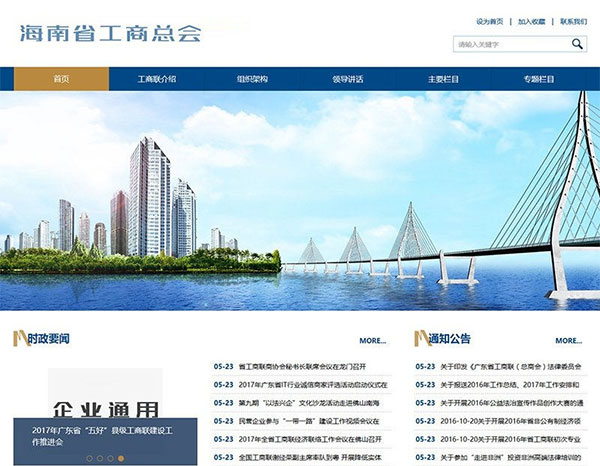 海南省工商总会
设为首页 | 加入收藏 | 联系我们
请输入关键字
首页 工商联介绍 组织架构 领导讲话 主要栏目 专题栏目
时政要闻 MORE...
企业通用
2017年广东省“五好”县级工商联建设工
作推进会
05-23 省工商联商协会秘书长联席会议在龙门召开
05-23 2017年广东省IT行业诚信商家评选活动启动仪式在
05-23 第九期“以法兴企”文化沙龙活动走进佛山南海
05-23 民营企业参与“一带一路”建设工作视频会议在
05-23 2017年全省工商联经济联络工作会议在佛山召开
05-23 全国工商联谢经荣副主席率队到粤 开展降低实体
通知公告 MORE...
05-23 关于印发《广东省工商联（总商会）法律委员会
05-23 关于报送2016年工作总结、2017年工作安排和
05-23 关于开展2016年公益法治宣传作品创作大赛的通
05-23 2016-10-20关于开展2016年省非公有制经济领
05-23 2016-10-20关于开展2016年省工商联初次专业
05-23 关于参加“走进非洲”投资非洲高端法律培训的